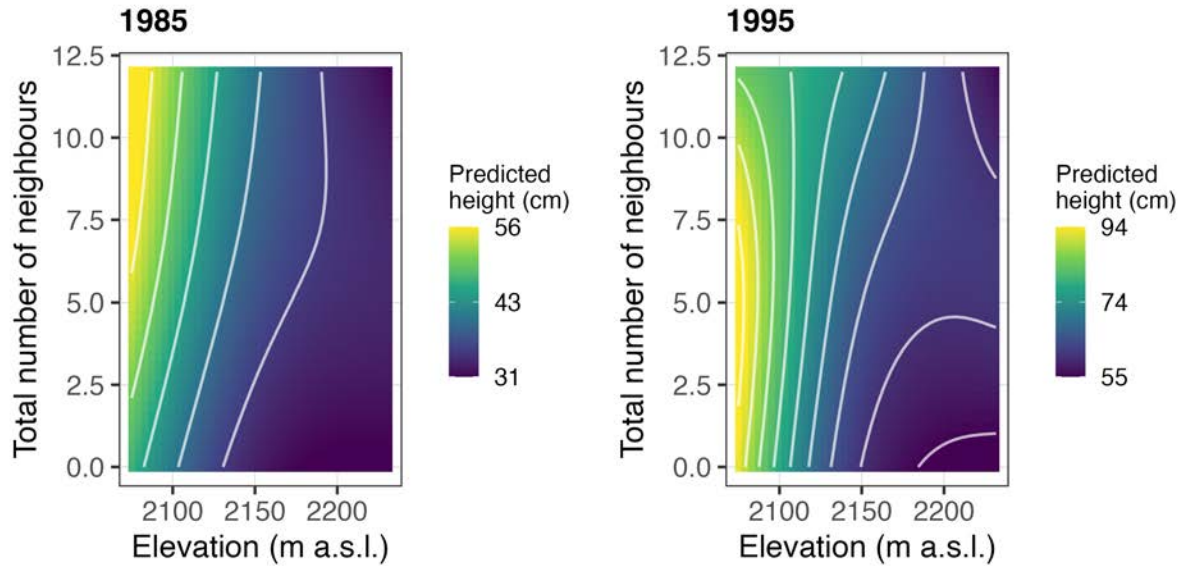 1985
12.5
10.0
7.5
5.0
2.5
0.0
Total number of neighbours
2100 2150 2200
Elevation (m a.s.l.)
Predicted
height (cm)
56
43
31
1995
12.5
10.0
7.5
5.0
2.5
0.0
Total number of neighbours
2100 2150 2200
Elevation (m a.s.l.)
Predicted
height (cm)
94
74
55